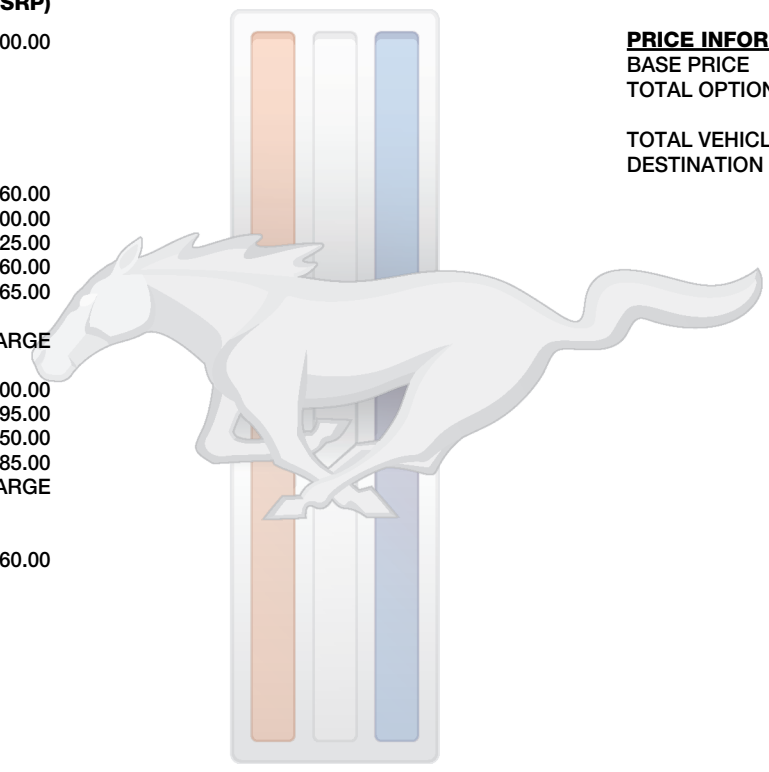 SRP)
00.00
60.00
00.00
25.00
60.00
65.00
ARGE
00.00
95.00
50.00
85.00
ARGE
60.00
PRICE INFOR
BASE PRICE
TOTAL OPTION
TOTAL VEHICL
DESTINATION